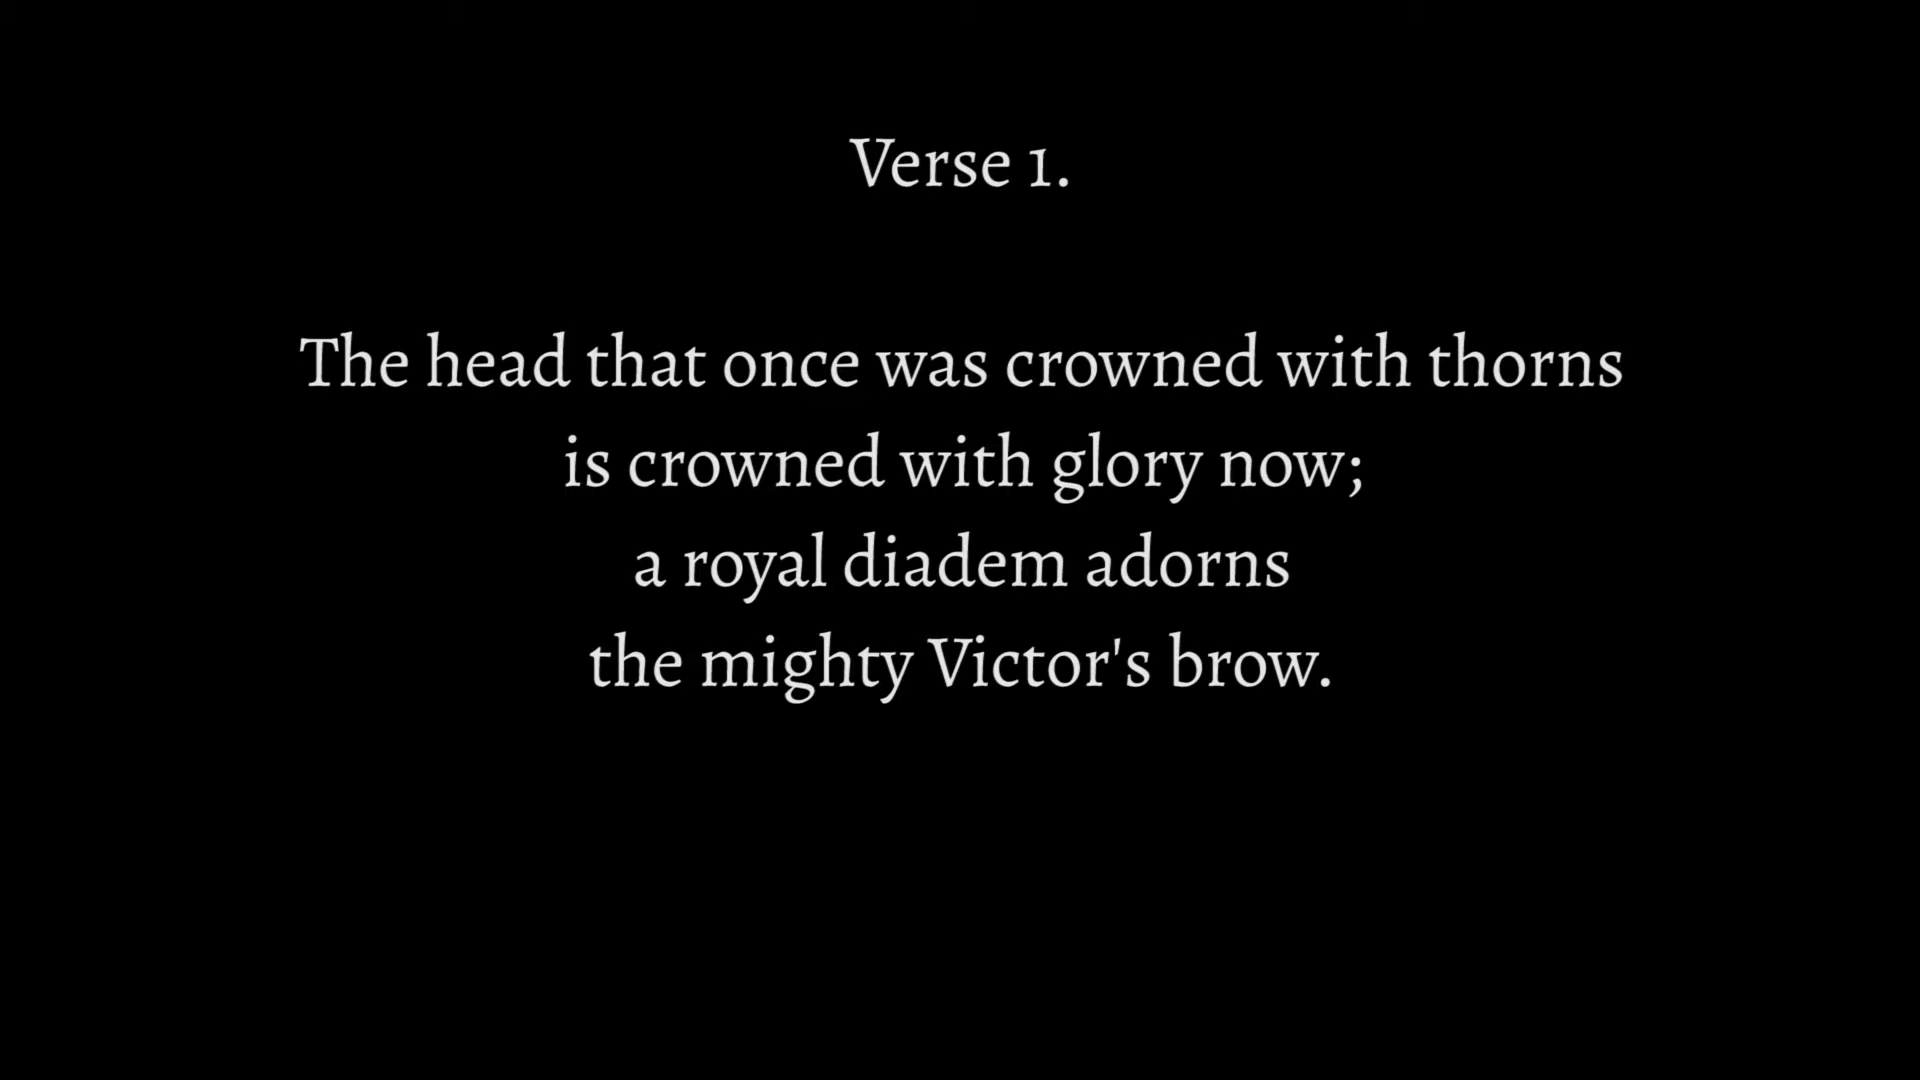 Verse 1.
The head that once was crowned with thorns
is crowned with glory now;
a royal diadem adorns
the mighty Victor's brow.